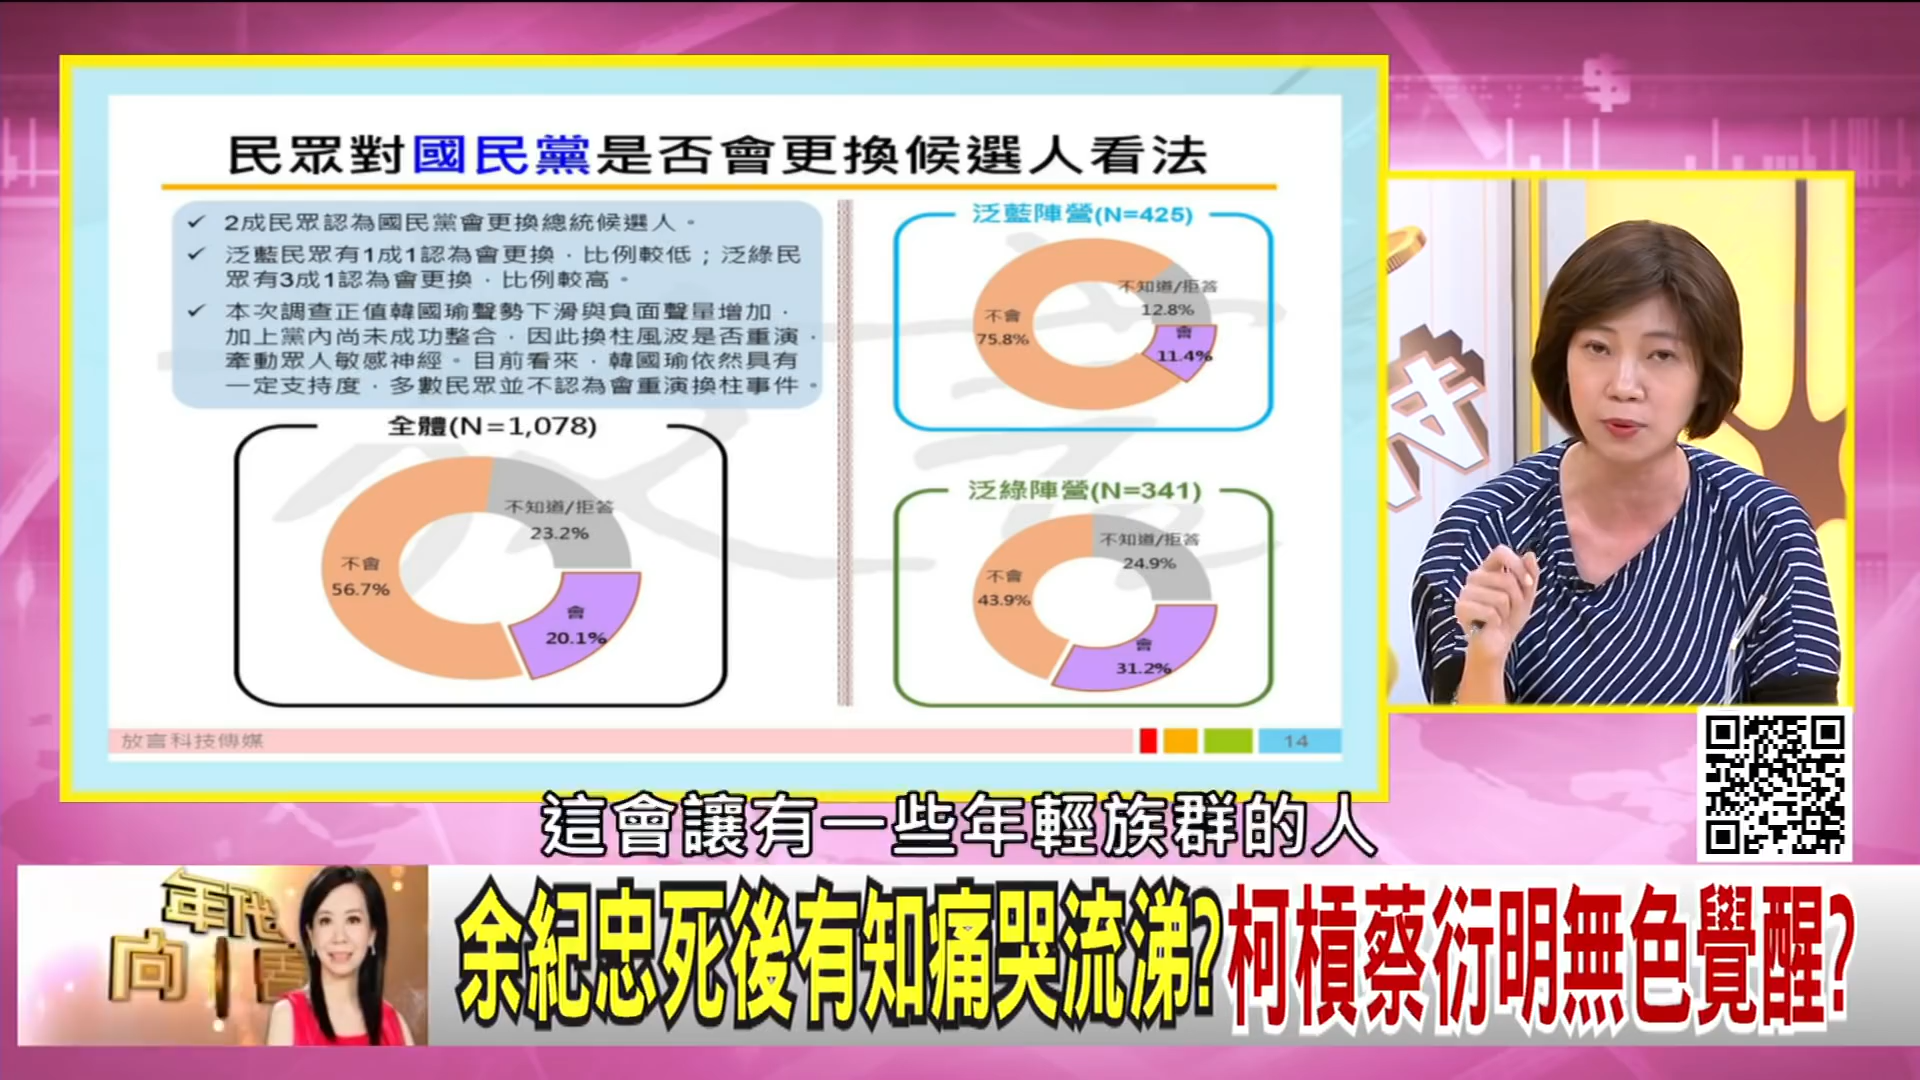 民眾對國民黨是否會更換候選人看法
✓ 2成民眾認為國民黨會更換總統候選人。
✓ 泛藍民眾有1成1認為會更換，比例較低；泛綠民
眾有3成1認為會更換，比例較高。
✓ 本次調查正值韓國瑜聲勢下滑與負面聲量增加，
加上黨內尚未成功整合，因此換柱風波是否重演，
牽動眾人敏感神經。目前看來，韓國瑜依然具有
一定支持度，多數民眾並不認為會重演換柱事件。
全體(N=1,078)
不知道/拒答
23.2%
不會
56.7%
會
20.1%
泛藍陣營(N=425)
不知道/拒答
12.8%
不會
75.8%
會
11.4%
泛綠陣營(N=341)
不知道/拒答
24.9%
不會
43.9%
會
31.2%
放言科技傳媒
14
這會讓有一些年輕族群的人
年代
向
余紀忠死後有知痛哭流涕?柯槓蔡衍明無色覺醒?